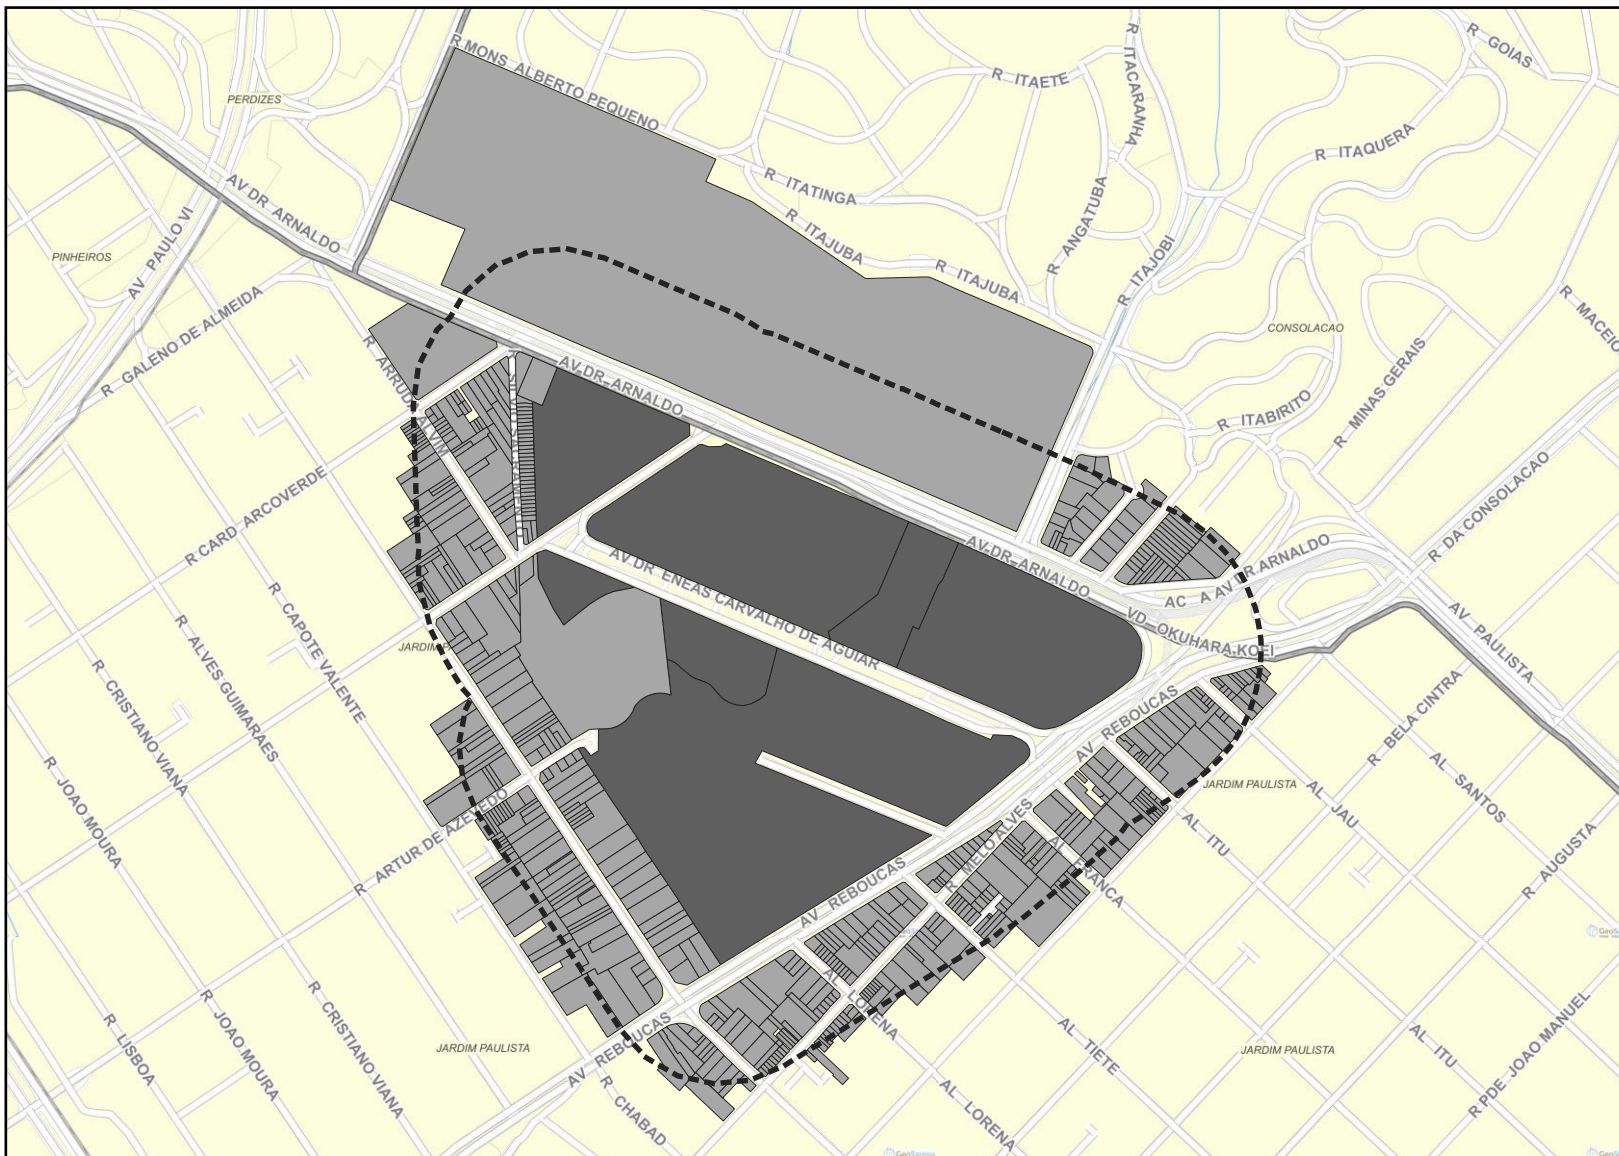 R MONS ALBERTO PEQUENO
R ITAETE
R ITACARANHA
R GOIAS
PERDIZES
R ITAQUERA
AV DR ARNALDO
R ITATINGA
R ITAJUBA
R ANGATUBA
R ITAJOBI
PINHEIROS
AV PAULO VI
R ITAJUBA
R GALENO DE ALMEIDA
CONSOLACAO
R MINAS GERAIS
AV DR ARNALDO
R ITABIRITO
R CARD ARCOVERDE
R DA CONSOLACAO
AV DR ARNALDO
AC A AV DR ARNALDO
AV DR ENEAS CARVALHO DE AGUIAR
VD OKUHARA KOEI
AV PAULISTA
R CAPOTE VALENTE
R ALVES GUIMARAES
R CRISTIANO VIANA
R BELA CINTRA
AV REBOUCAS
R JOAO MOURA
AL SANTOS
JARDIM PAULISTA
AL JAU
AL ITU
R ARTUR DE AZEVEDO
R MELO ALVES
AL FRANCA
R AUGUSTA
AV REBOUCAS
AL LORENA
R CRISTIANO VIANA
R JOAO MOURA
R LISBOA
JARDIM PAULISTA
AV REBOUCAS
R CHABAD
AL TIETE
JARDIM PAULISTA
AL ITU
R PDE JOAO MANUEL
AL LORENA
GeoSampa